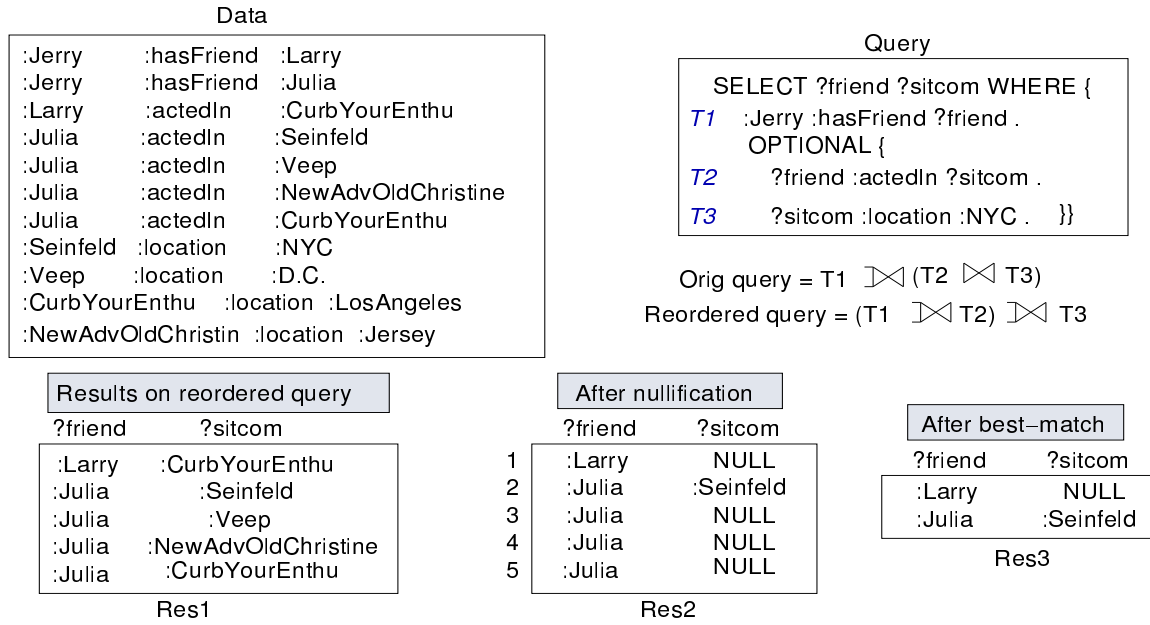 Data
:Jerry :hasFriend :Larry
:Jerry :hasFriend :Julia
:Larry :actedIn :CurbYourEnthu
:Julia :actedIn :Seinfeld
:Julia :actedIn :Veep
:Julia :actedIn :NewAdvOldChristine
:Julia :actedIn :CurbYourEnthu
:Seinfeld :location :NYC
:Veep :location :D.C.
:CurbYourEnthu :location :LosAngeles
:NewAdvOldChristin :location :Jersey
Query
SELECT ?friend ?sitcom WHERE {
T1 :Jerry :hasFriend ?friend .
OPTIONAL {
T2 ?friend :actedIn ?sitcom .
T3 ?sitcom :location :NYC . }}
Orig query = T1 ⟕ (T2 ⋈ T3)
Reordered query = (T1 ⟕ T2) ⟕ T3
Results on reordered query
?friend ?sitcom
:Larry :CurbYourEnthu
:Julia :Seinfeld
:Julia :Veep
:Julia :NewAdvOldChristine
:Julia :CurbYourEnthu
Res1
After nullification
?friend ?sitcom
1 :Larry NULL
2 :Julia :Seinfeld
3 :Julia NULL
4 :Julia NULL
5 :Julia NULL
Res2
After best−match
?friend ?sitcom
:Larry NULL
:Julia :Seinfeld
Res3